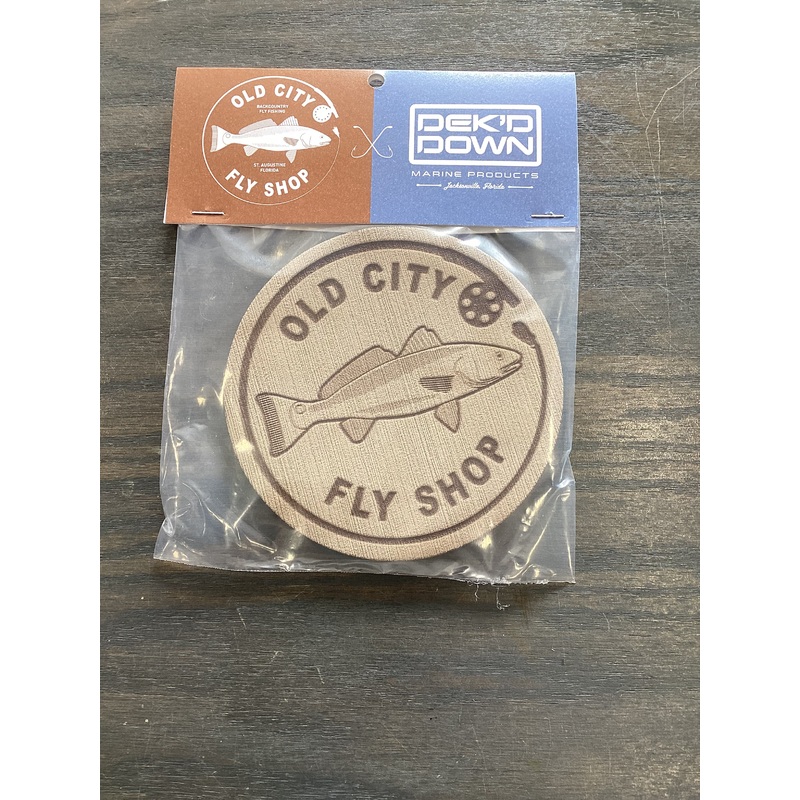 OLD CITY
BACKCOUNTRY
FLY FISHING
ST. AUGUSTINE
FLORIDA
FLY SHOP
DEK'D
DOWN
MARINE PRODUCTS
Jacksonville, Florida
OLD CITY
FLY SHOP